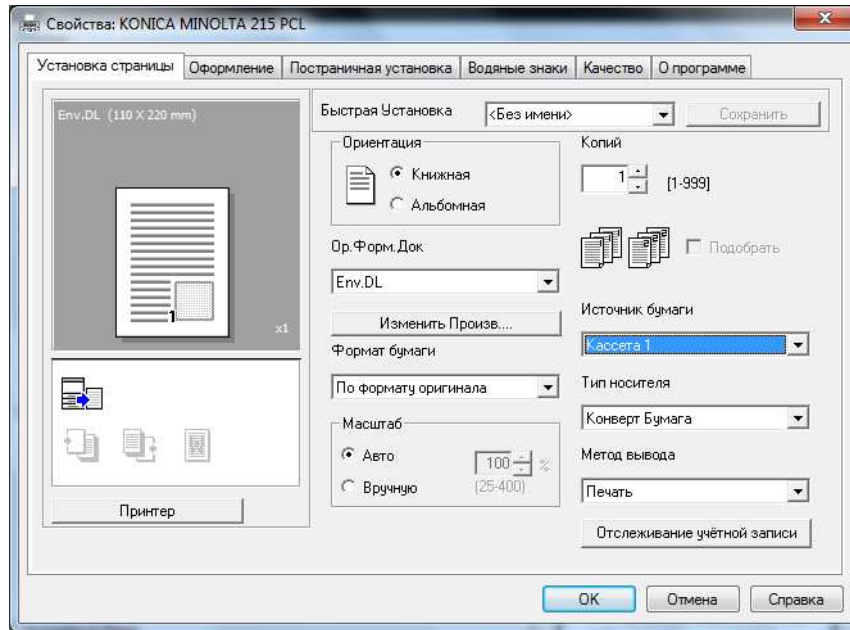 Свойства: KONICA MINOLTA 215 PCL
Установка страницы
Оформление
Постраничная установка
Водяные знаки
Качество
О программе
Env.DL (110 X 220 mm)
1
x1
Принтер
Быстрая Установка
<Без имени>
Сохранить
Ориентация
Книжная
Альбомная
Ор.Форм.Док
Env.DL
Изменить Произв....
Формат бумаги
По формату оригинала
Масштаб
Авто
Вручную
100 %
(25-400)
Копий
1 [1-999]
Подобрать
Источник бумаги
Кассета 1
Тип носителя
Конверт Бумага
Метод вывода
Печать
Отслеживание учётной записи
OK
Отмена
Справка